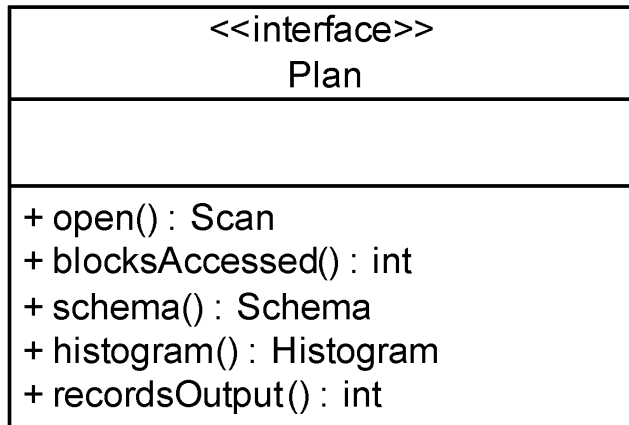 <<interface>>
Plan
+ open() : Scan
+ blocksAccessed() : int
+ schema() : Schema
+ histogram() : Histogram
+ recordsOutput() : int